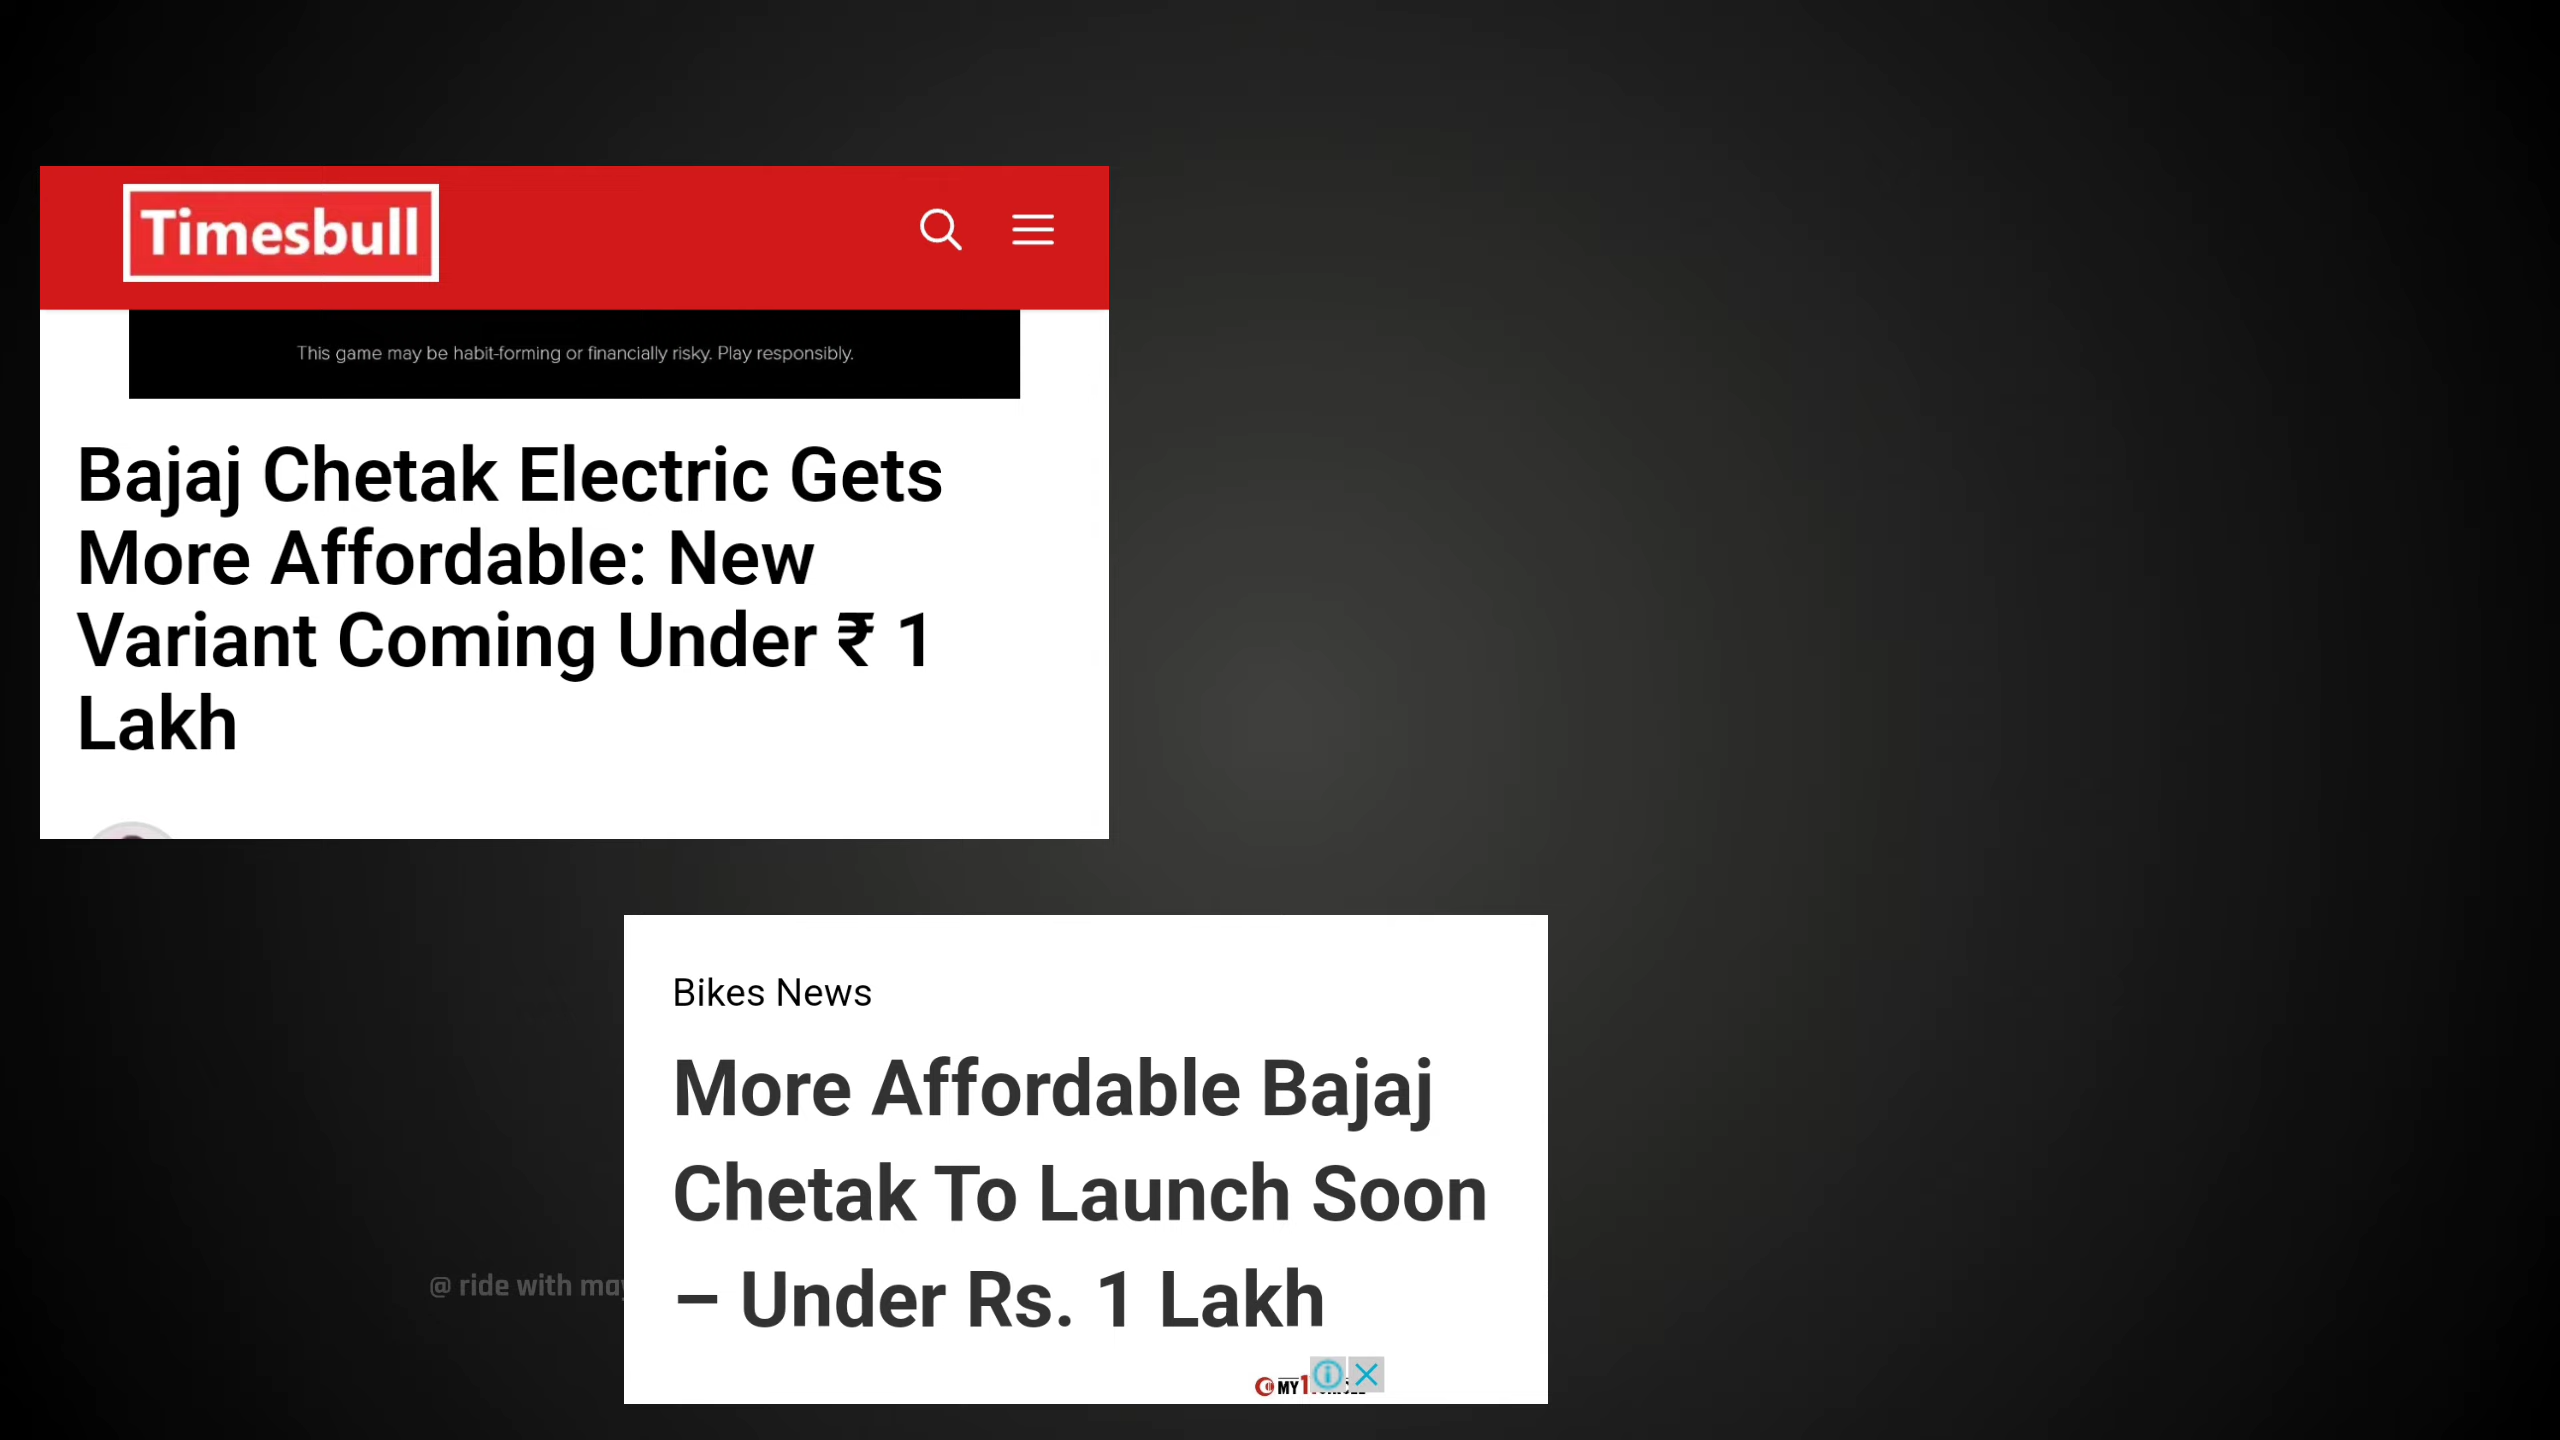 Timesbull
This game may be habit-forming or financially risky. Play responsibly.
Bajaj Chetak Electric Gets
More Affordable: New
Variant Coming Under ₹ 1
Lakh
Bikes News
More Affordable Bajaj
Chetak To Launch Soon
– Under Rs. 1 Lakh
@ ride with
MY